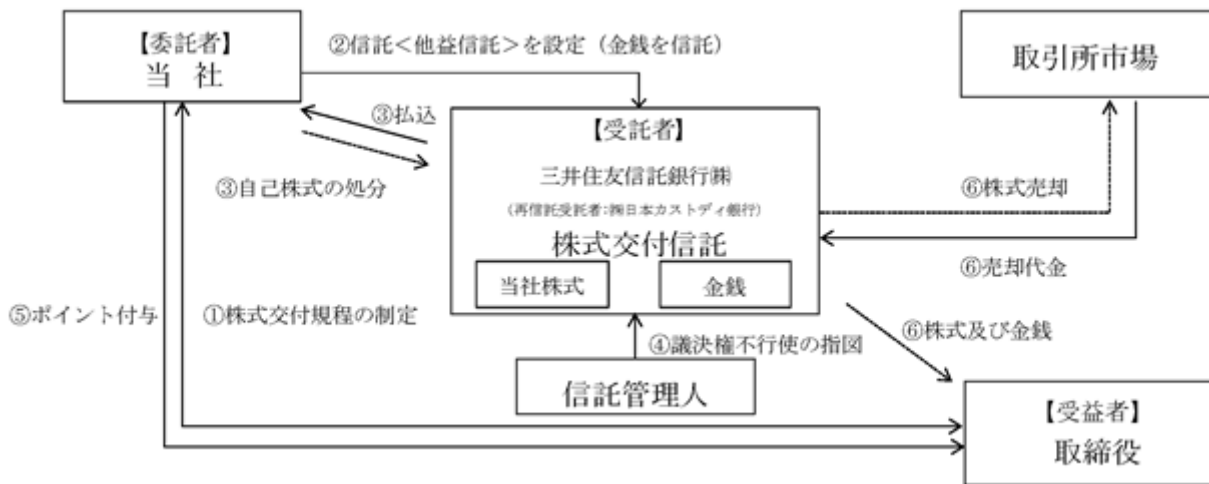 【委託者】
当 社
②信託<他益信託>を設定（金銭を信託）
取引所市場
③払込
【受託者】
三井住友信託銀行㈱
（再信託受託者:㈱日本カストディ銀行）
株式交付信託
当社株式
金銭
③自己株式の処分
⑥株式売却
⑥売却代金
⑤ポイント付与
①株式交付規程の制定
④議決権不行使の指図
⑥株式及び金銭
信託管理人
【受益者】
取締役